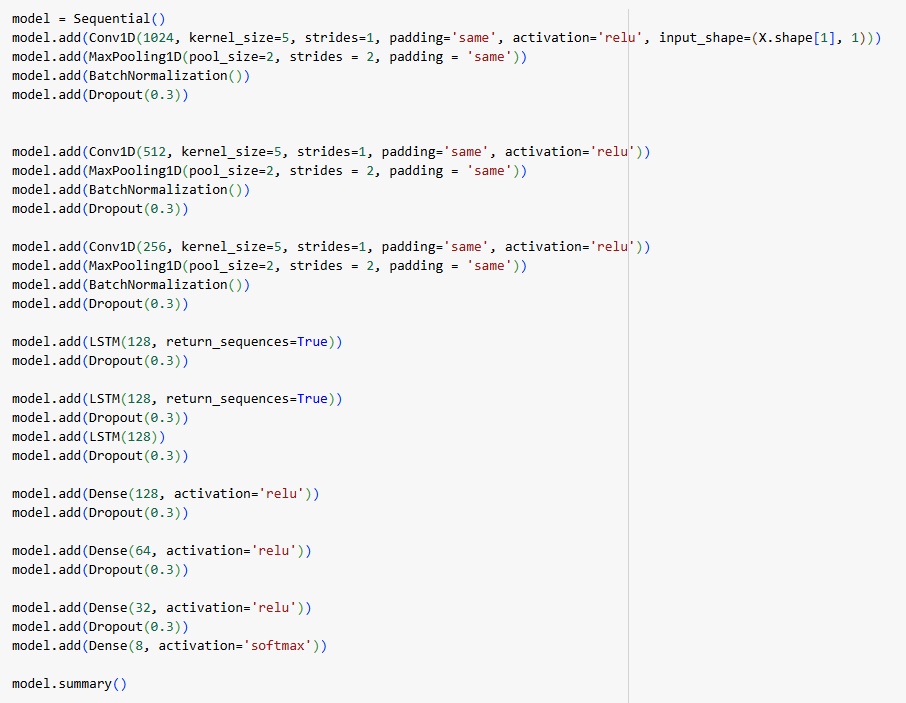 model = Sequential()
model.add(Conv1D(1024, kernel_size=5, strides=1, padding='same', activation='relu', input_shape=(X.shape[1], 1)))
model.add(MaxPooling1D(pool_size=2, strides = 2, padding = 'same'))
model.add(BatchNormalization())
model.add(Dropout(0.3))
model.add(Conv1D(512, kernel_size=5, strides=1, padding='same', activation='relu'))
model.add(MaxPooling1D(pool_size=2, strides = 2, padding = 'same'))
model.add(BatchNormalization())
model.add(Dropout(0.3))
model.add(Conv1D(256, kernel_size=5, strides=1, padding='same', activation='relu'))
model.add(MaxPooling1D(pool_size=2, strides = 2, padding = 'same'))
model.add(BatchNormalization())
model.add(Dropout(0.3))
model.add(LSTM(128, return_sequences=True))
model.add(Dropout(0.3))
model.add(LSTM(128, return_sequences=True))
model.add(Dropout(0.3))
model.add(LSTM(128))
model.add(Dropout(0.3))
model.add(Dense(128, activation='relu'))
model.add(Dropout(0.3))
model.add(Dense(64, activation='relu'))
model.add(Dropout(0.3))
model.add(Dense(32, activation='relu'))
model.add(Dropout(0.3))
model.add(Dense(8, activation='softmax'))
model.summary()